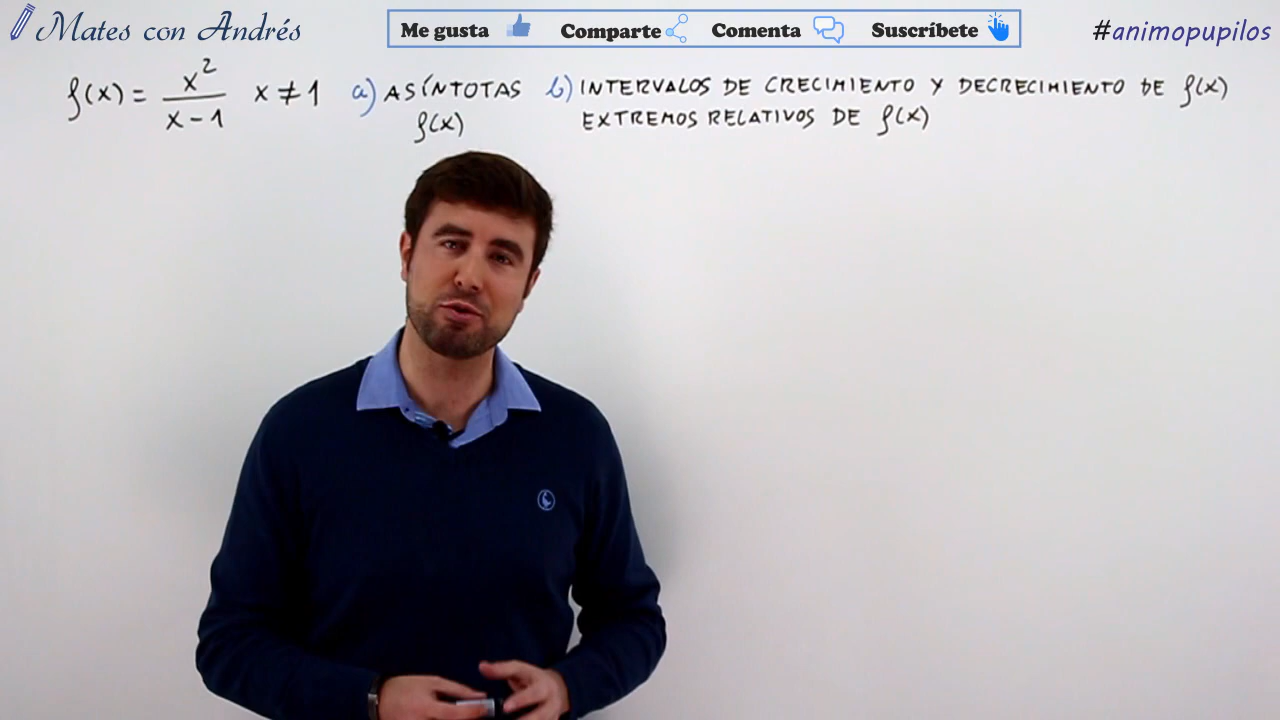 Mates con Andrés
Me gusta Comparte Comenta Suscríbete
#animopupilos
f(x) = x² / (x - 1) x ≠ 1
a) ASÍNTOTAS f(x)
b) INTERVALOS DE CRECIMIENTO Y DECRECIMIENTO DE f(x)
EXTREMOS RELATIVOS DE f(x)